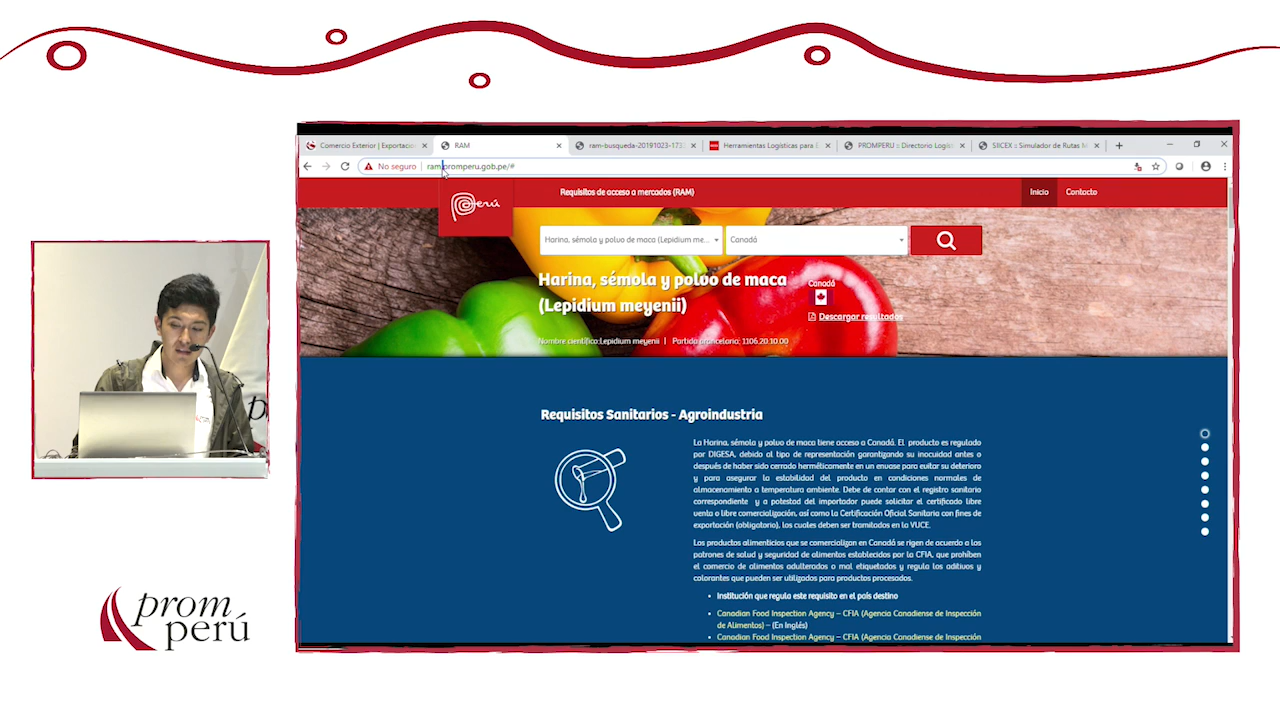 Comercio Exterior | Exportacio
RAM
ram-busqueda-20191023-173
Herramientas Logísticas para E
PROMPERU :: Directorio Logíst
SIICEX :: Simulador de Rutas M
No seguro
ram.promperu.gob.pe/#
Perú
Requisitos de acceso a mercados (RAM)
Inicio
Contacto
Harina, sémola y polvo de maca (Lepidium me...
Canadá
Harina, sémola y polvo de maca
(Lepidium meyenii)
Canadá
Descargar resultados
Nombre científico:Lepidium meyenii | Partida arancelaria: 1106.20.10.00
Requisitos Sanitarios - Agroindustria
La Harina, sémola y polvo de maca tiene acceso a Canadá. El producto es regulado
por DIGESA, debido al tipo de representación garantizando su inocuidad antes o
después de haber sido cerrado herméticamente en un envase para evitar su deterioro
y para asegurar la estabilidad del producto en condiciones normales de
almacenamiento a temperatura ambiente. Debe de contar con el registro sanitario
correspondiente y a potestad del importador puede solicitar el certificado libre
venta o libre comercialización, así como la Certificación Oficial Sanitaria con fines de
exportación (obligatorio), los cuales deben ser tramitados en la VUCE.
Los productos alimenticios que se comercializan en Canadá se rigen de acuerdo a los
patrones de salud y seguridad de alimentos establecidos por la CFIA, que prohíben
el comercio de alimentos adulterados o mal etiquetados y regula los aditivos y
colorantes que pueden ser utilizados para productos procesados.
Institución que regula este requisito en el país destino
Canadian Food Inspection Agency – CFIA (Agencia Canadiense de Inspección
de Alimentos) – (En Inglés)
Canadian Food Inspection Agency – CFIA (Agencia Canadiense de Inspección
prom
perú